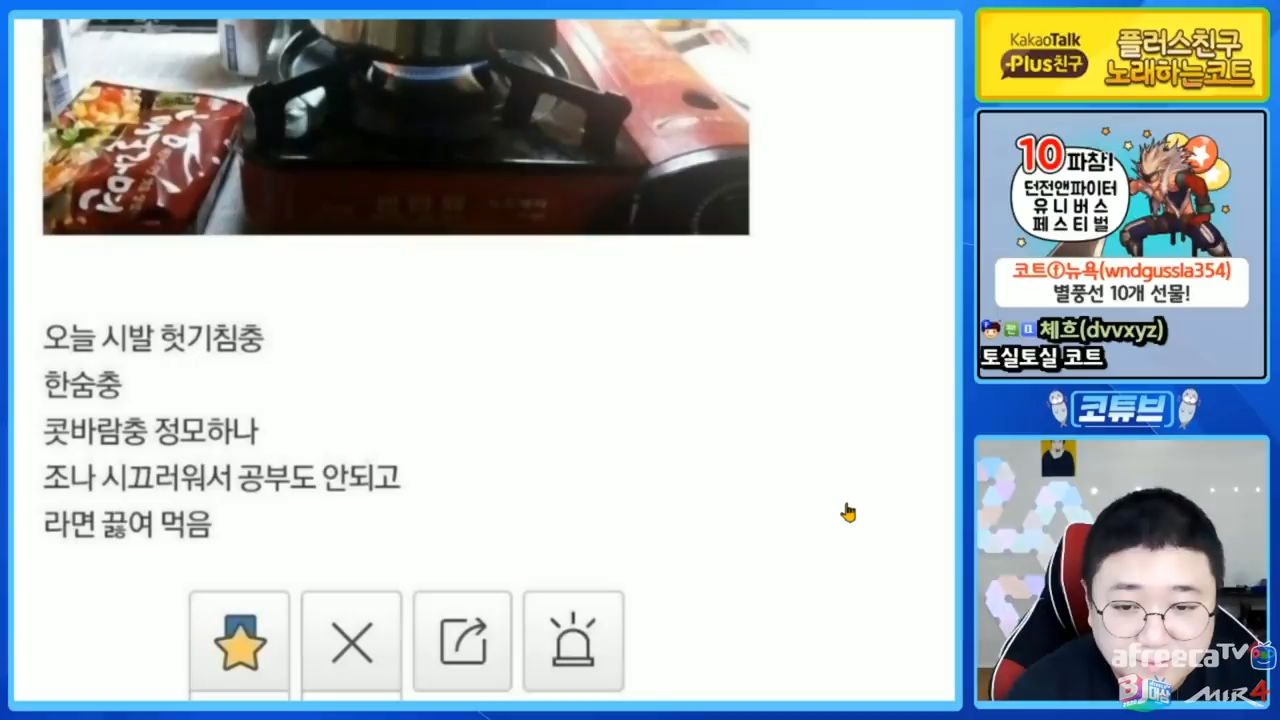 오늘 시발 헛기침충
한숨충
콧바람충 정모하나
조나 시끄러워서 공부도 안되고
라면 끓여 먹음
KakaoTalk
Plus친구
플러스친구
노래하는코트
10파참!
던전앤파이터
유니버스
페스티벌
코트ⓕ뉴욕(wndgussla354)
별풍선 10개 선물!
체흐(dvvxyz)
토실토실 코트
코튜브
afreecaTV
BJ대상
MIR4